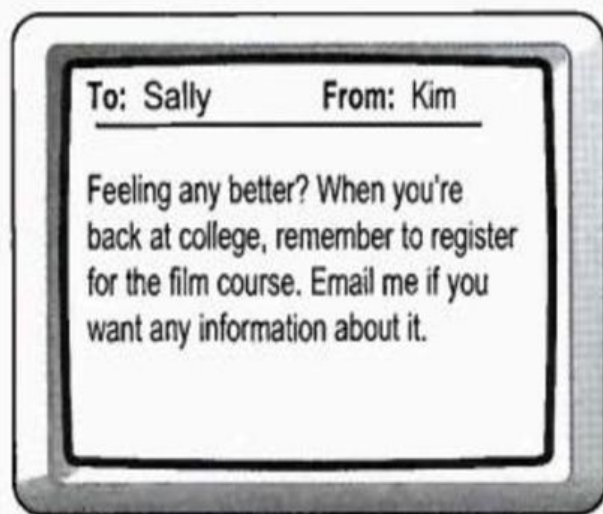 To: Sally From: Kim
Feeling any better? When you're
back at college, remember to register
for the film course. Email me if you
want any information about it.